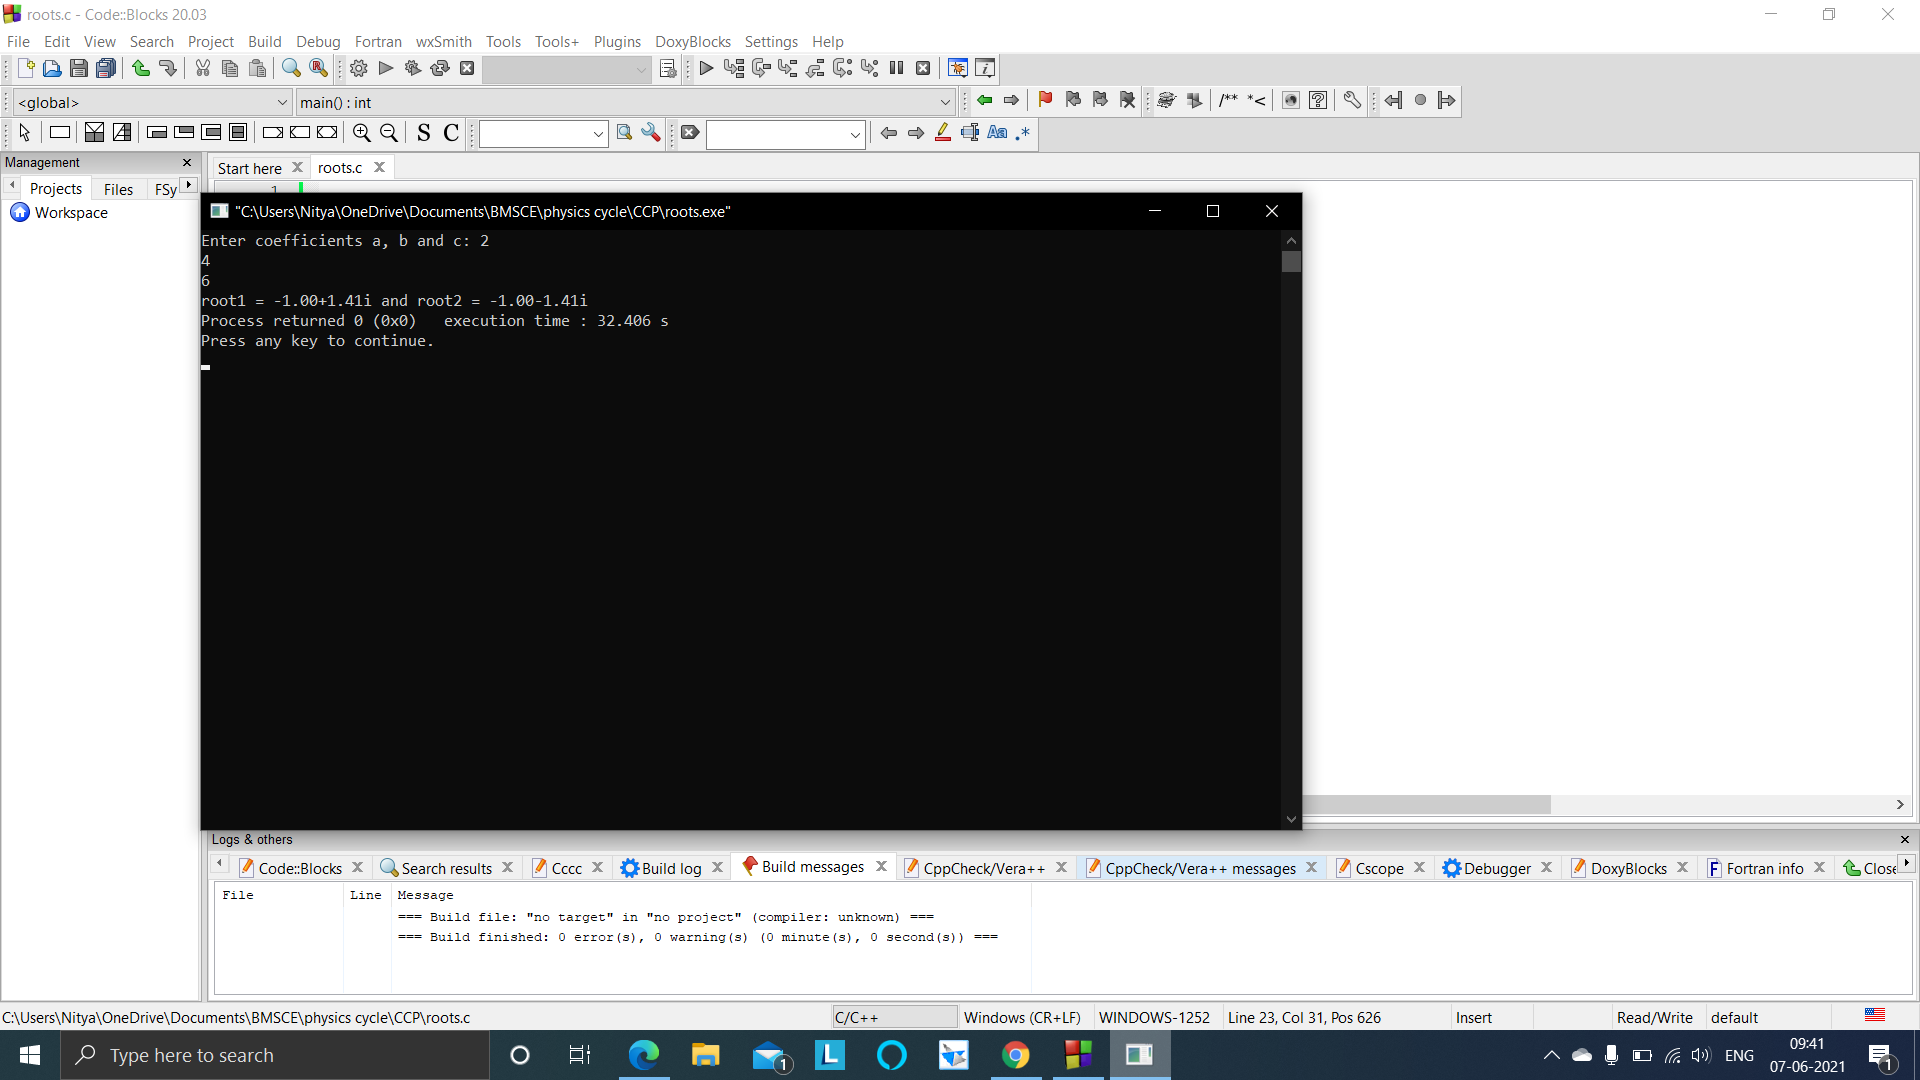 roots.c - Code::Blocks 20.03
File Edit View Search Project Build Debug Fortran wxSmith Tools Tools+ Plugins DoxyBlocks Settings Help
<global> main() : int /** *<
S C Aa .*
Management
Projects Files FSy
Workspace
Start here roots.c
1
"C:\Users\Nitya\OneDrive\Documents\BMSCE\physics cycle\CCP\roots.exe"
Enter coefficients a, b and c: 2
4
6
root1 = -1.00+1.41i and root2 = -1.00-1.41i
Process returned 0 (0x0)   execution time : 32.406 s
Press any key to continue.
Logs & others
Code::Blocks Search results Cccc Build log Build messages CppCheck/Vera++ CppCheck/Vera++ messages Cscope Debugger DoxyBlocks Fortran info Close
File Line Message
=== Build file: "no target" in "no project" (compiler: unknown) ===
=== Build finished: 0 error(s), 0 warning(s) (0 minute(s), 0 second(s)) ===
C:\Users\Nitya\OneDrive\Documents\BMSCE\physics cycle\CCP\roots.c C/C++ Windows (CR+LF) WINDOWS-1252 Line 23, Col 31, Pos 626 Insert Read/Write default
Type here to search 1 L ENG 09:41
07-06-2021 1